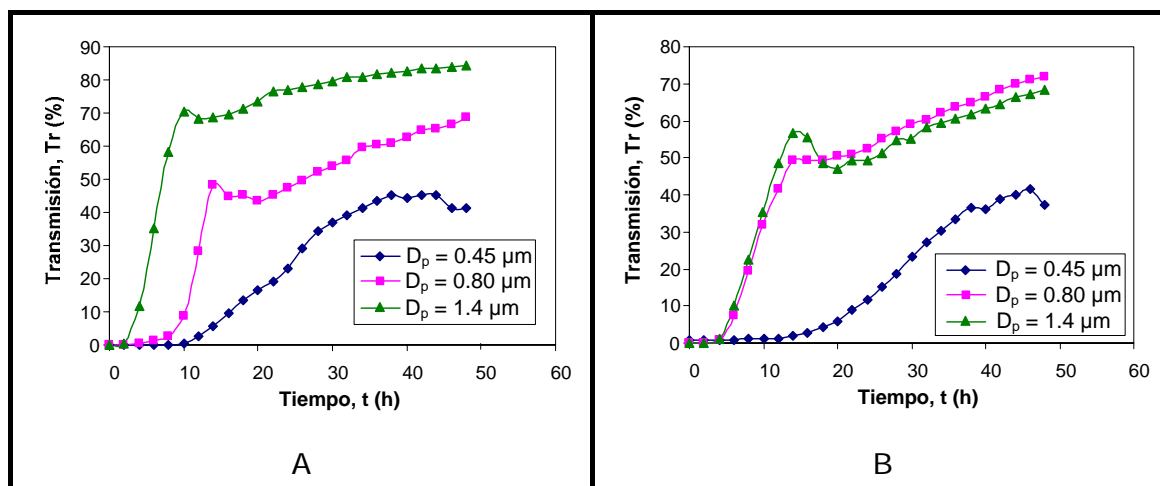 Transmisión, Tr (%)
90
80
70
60
50
40
30
20
10
0
0 10 20 30 40 50 60
Tiempo, t (h)
Dp = 0.45 µm
Dp = 0.80 µm
Dp = 1.4 µm
A
Transmisión, Tr (%)
80
70
60
50
40
30
20
10
0
0 10 20 30 40 50 60
Tiempo, t (h)
Dp = 0.45 µm
Dp = 0.80 µm
Dp = 1.4 µm
B